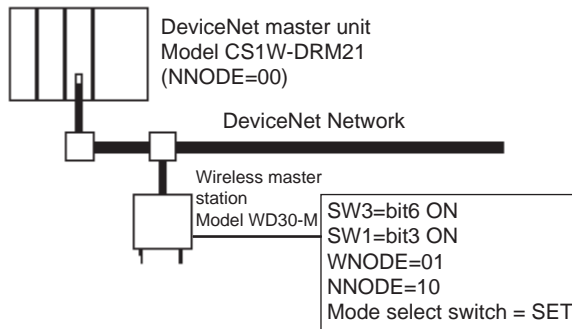 DeviceNet master unit
Model CS1W-DRM21
(NNODE=00)
DeviceNet Network
Wireless master
station
Model WD30-M
SW3=bit6 ON
SW1=bit3 ON
WNODE=01
NNODE=10
Mode select switch = SET